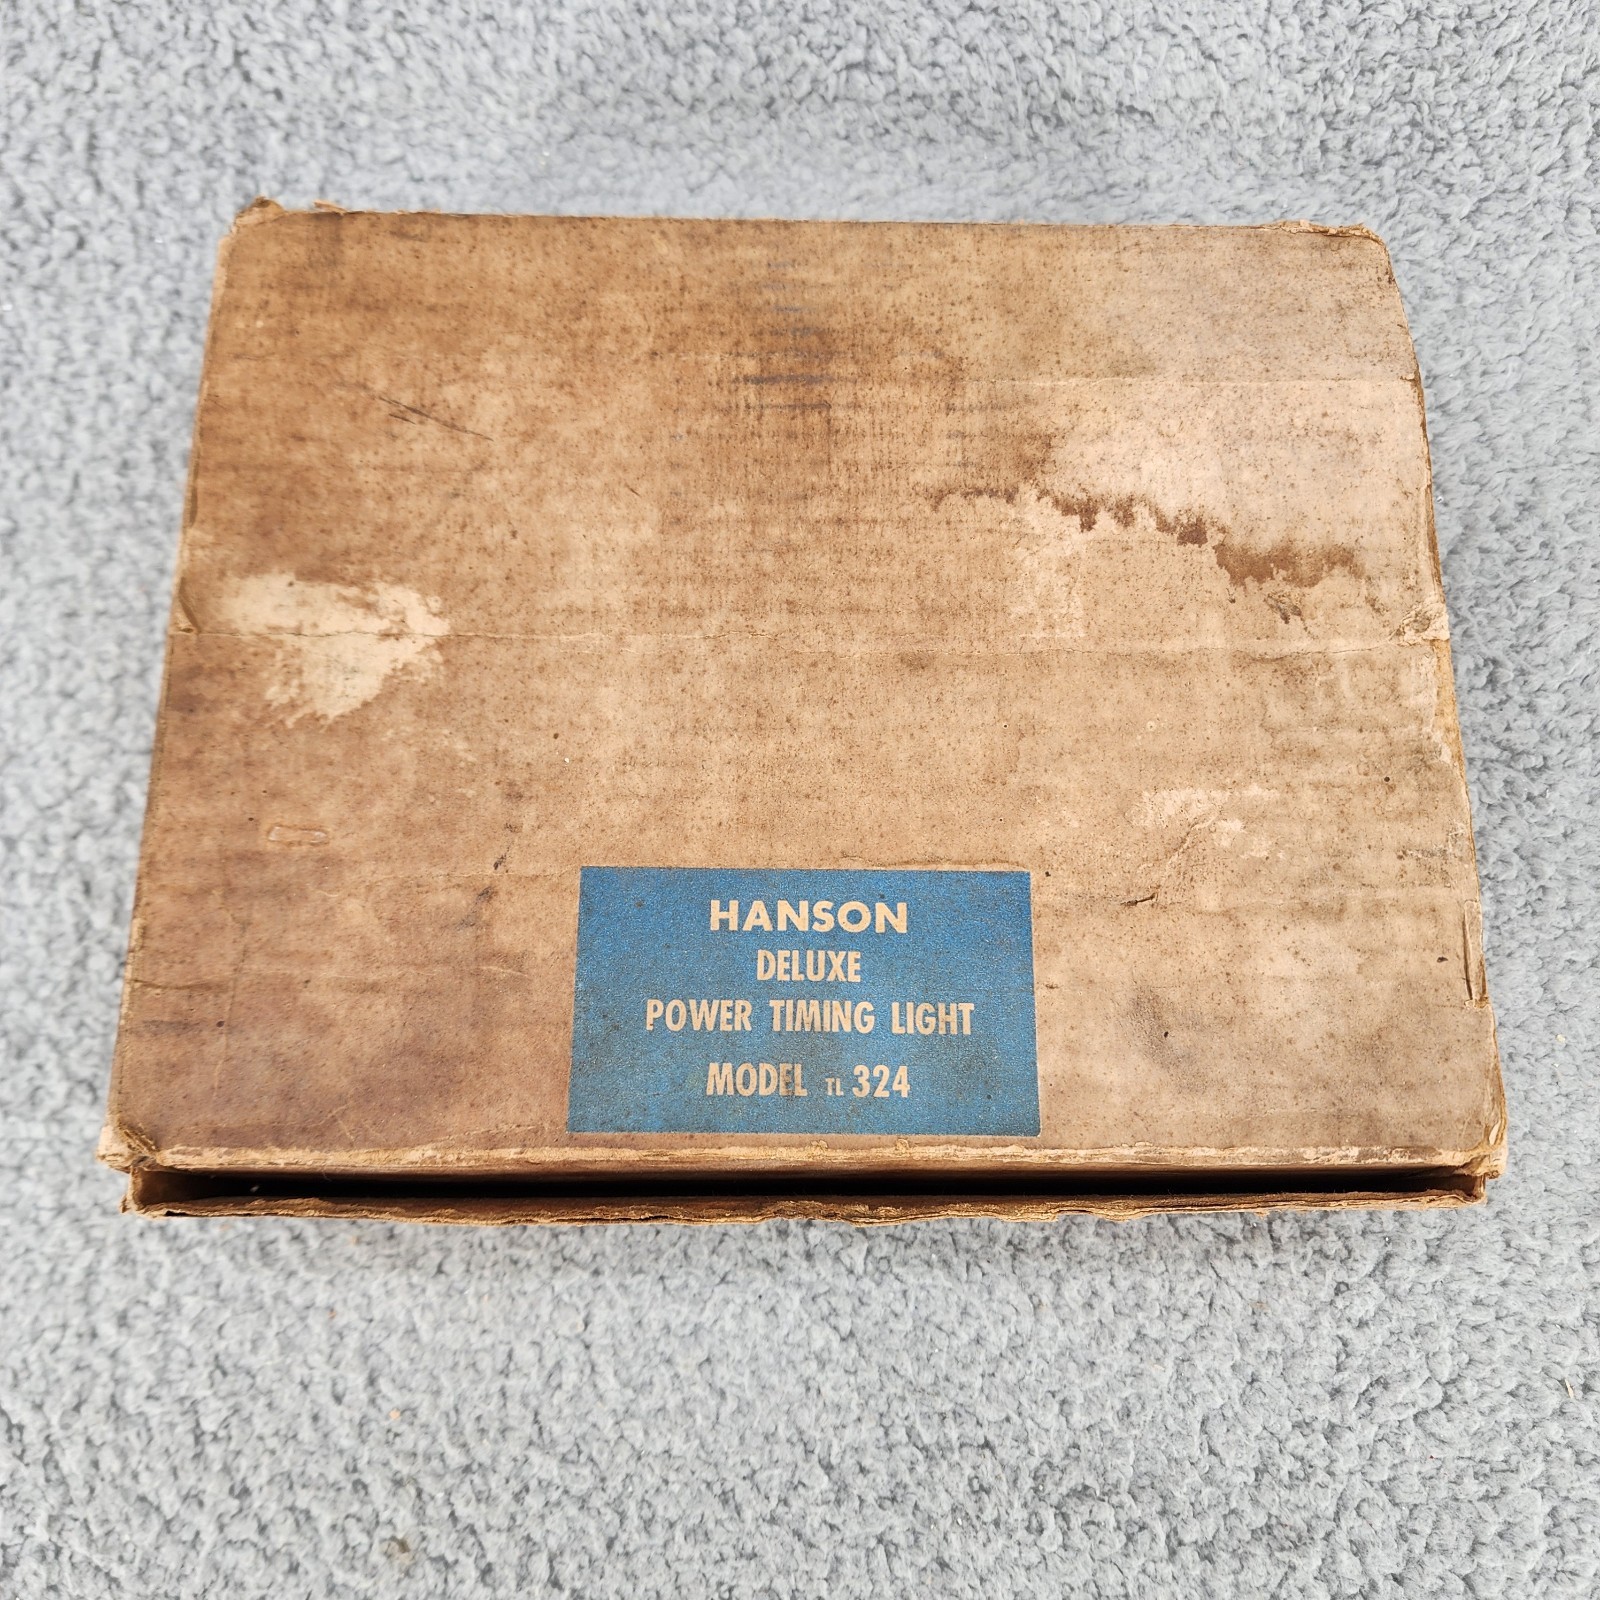 HANSON
DELUXE
POWER TIMING LIGHT
MODEL TL 324